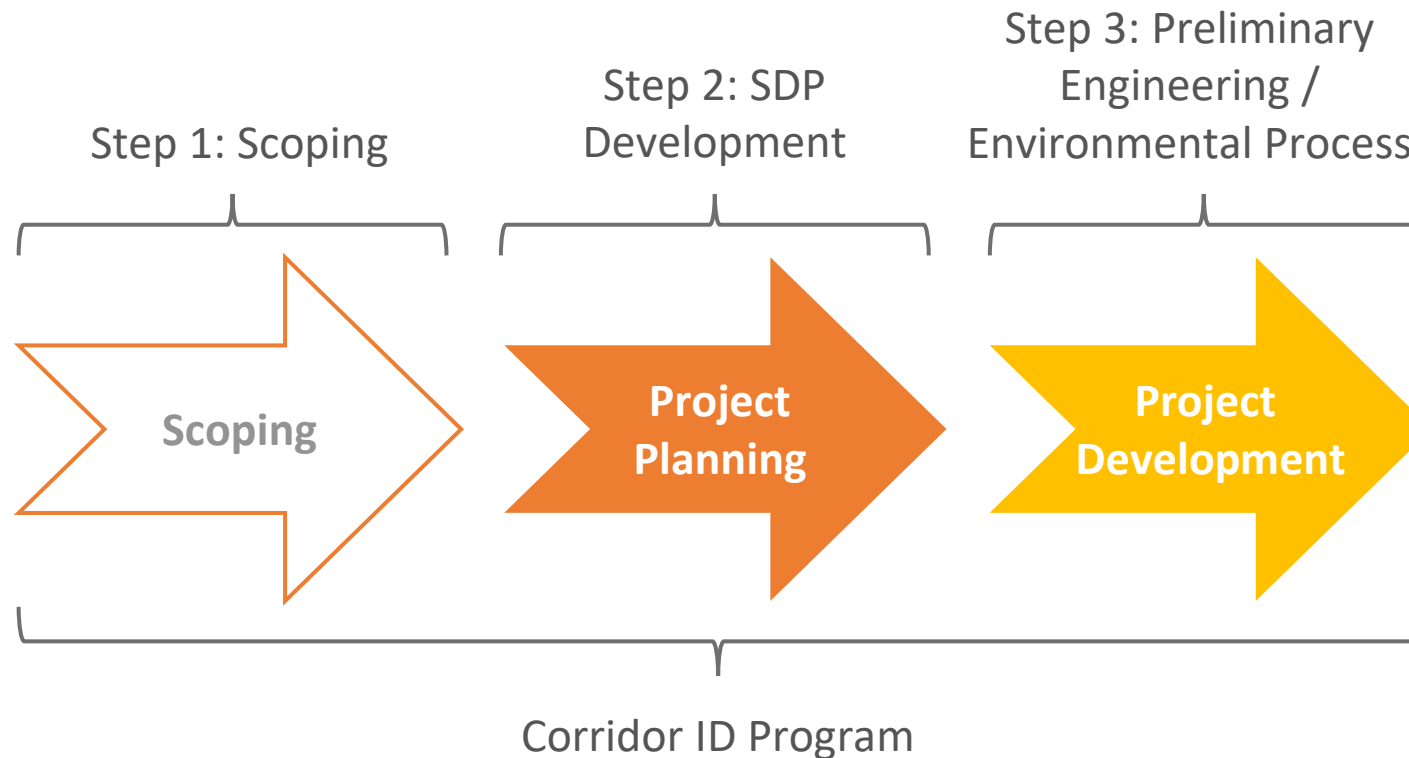 Step 1: Scoping
Step 2: SDP
Development
Step 3: Preliminary
Engineering /
Environmental Process
Scoping
Project
Planning
Project
Development
Corridor ID Program